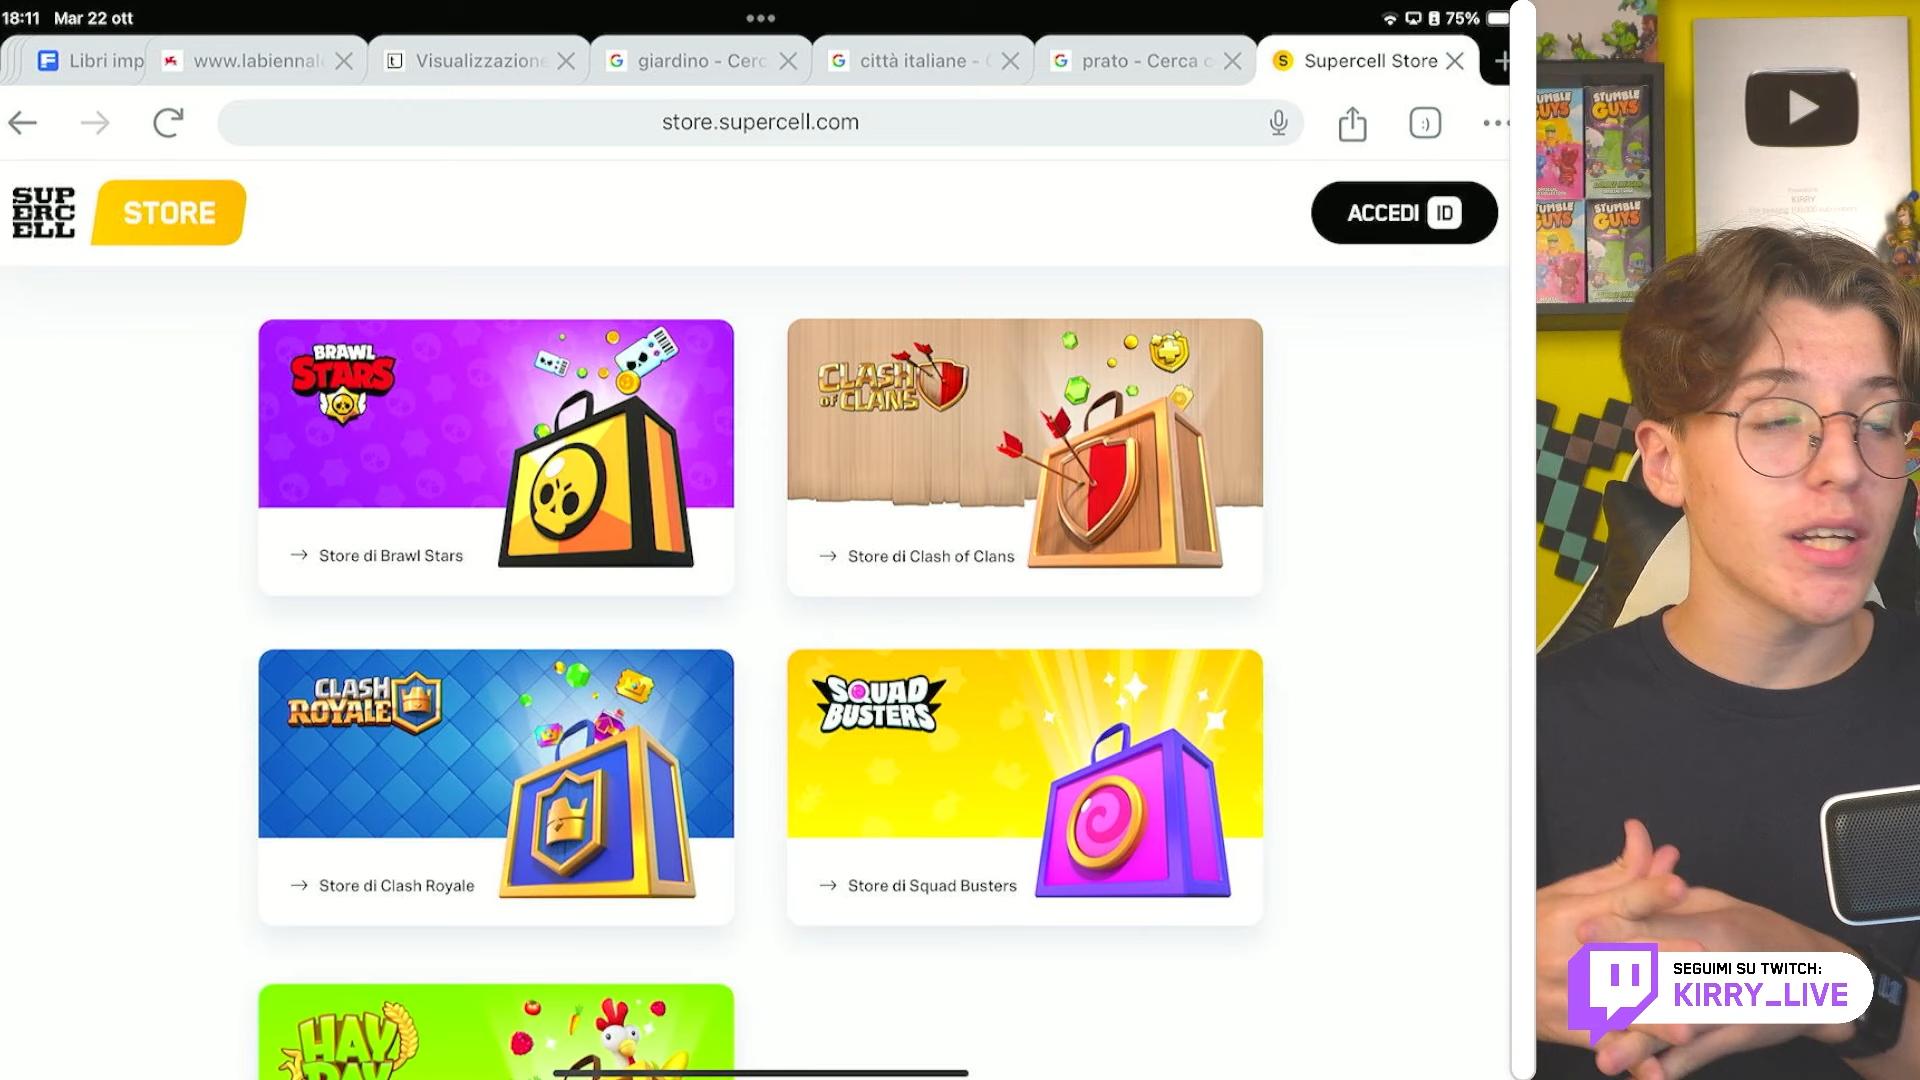 18:11 Mar 22 ott
75%
Libri imp
www.labiennal
Visualizzazione
giardino - Cerc
città italiane - C
prato - Cerca c
Supercell Store
store.supercell.com
SUP
ERC
ELL
STORE
ACCEDI ID
BRAWL
STARS
Store di Brawl Stars
CLASH
OF CLANS
Store di Clash of Clans
CLASH
ROYALE
Store di Clash Royale
SQUAD
BUSTERS
Store di Squad Busters
HAY
DAY
STUMBLE
GUYS
STUMBLE
GUYS
KIRRY
SEGUIMI SU TWITCH:
KIRRY_LIVE